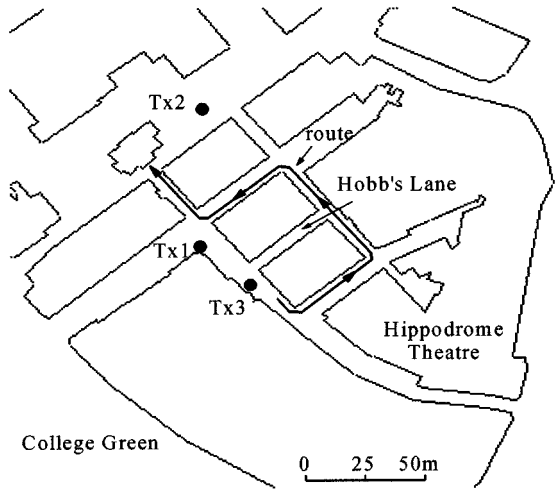 Tx2
route
Hobb's Lane
Tx1
Tx3
Hippodrome
Theatre
College Green
0 25 50m